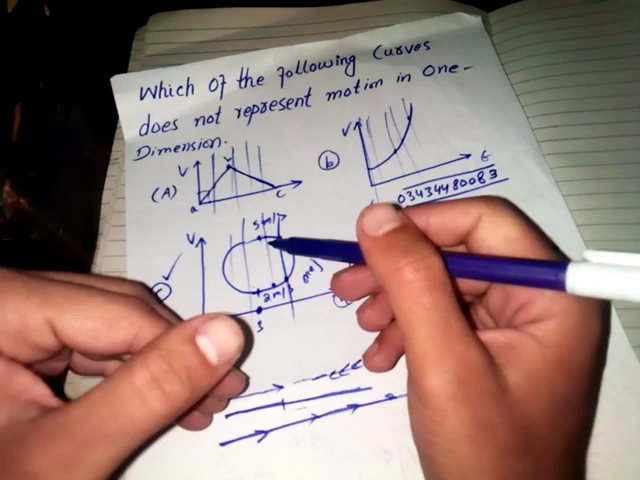 Which Of the following Curves
does not represent motion in One-
Dimension.
(A) V a c
(b) V t
03434480083
V 5m/s
2m/s
3